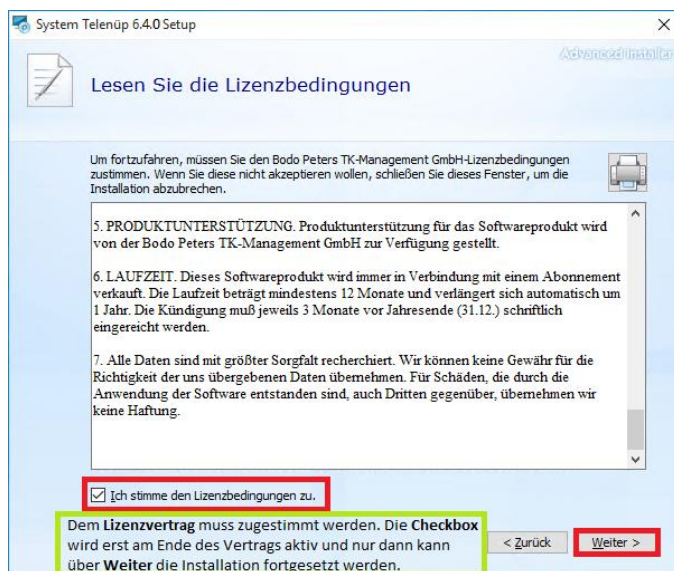 System Telenüp 6.4.0 Setup
Advanced Installer
Lesen Sie die Lizenzbedingungen
Um fortzufahren, müssen Sie den Bodo Peters TK-Management GmbH-Lizenzbedingungen
zustimmen. Wenn Sie diese nicht akzeptieren wollen, schließen Sie dieses Fenster, um die
Installation abzubrechen.
5. PRODUKTUNTERSTÜTZUNG. Produktunterstützung für das Softwareprodukt wird
von der Bodo Peters TK-Management GmbH zur Verfügung gestellt.
6. LAUFZEIT. Dieses Softwareprodukt wird immer in Verbindung mit einem Abonnement
verkauft. Die Laufzeit beträgt mindestens 12 Monate und verlängert sich automatisch um
1 Jahr. Die Kündigung muß jeweils 3 Monate vor Jahresende (31.12.) schriftlich
eingereicht werden.
7. Alle Daten sind mit größter Sorgfalt recherchiert. Wir können keine Gewähr für die
Richtigkeit der uns übergebenen Daten übernehmen. Für Schäden, die durch die
Anwendung der Software entstanden sind, auch Dritten gegenüber, übernehmen wir
keine Haftung.
Ich stimme den Lizenzbedingungen zu.
Dem Lizenzvertrag muss zugestimmt werden. Die Checkbox
wird erst am Ende des Vertrags aktiv und nur dann kann
über Weiter die Installation fortgesetzt werden.
< Zurück
Weiter >